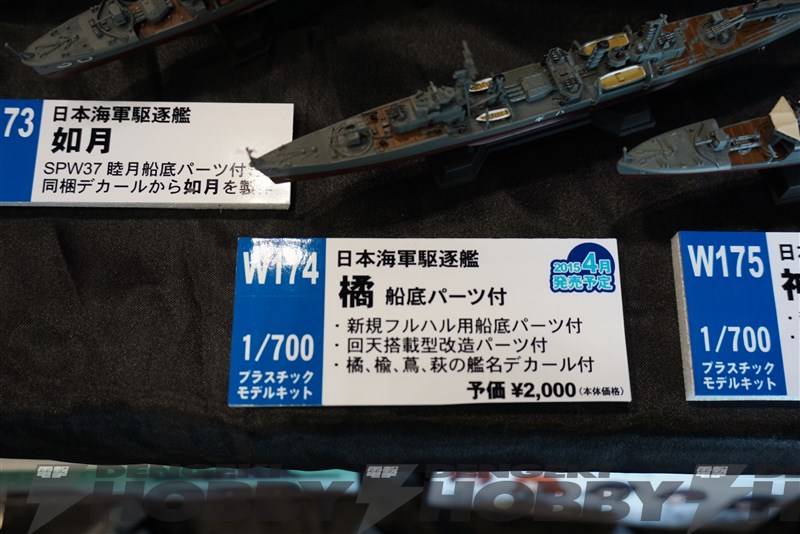 73
日本海軍駆逐艦
如月
SPW37 睦月船底パーツ付
同梱デカールから如月を製
W174
1/700
プラスチック
モデルキット
日本海軍駆逐艦
橘 船底パーツ付
2015 4月
発売予定
・新規フルハル用船底パーツ付
・回天搭載型改造パーツ付
・橘、楡、蔦、萩の艦名デカール付
予価 ¥2,000(本体価格)
W175
1/700
プラスチック
モデルキット
電撃 DENGEKI
HOBBY
電撃 DENGEKI
HOBBY
電撃